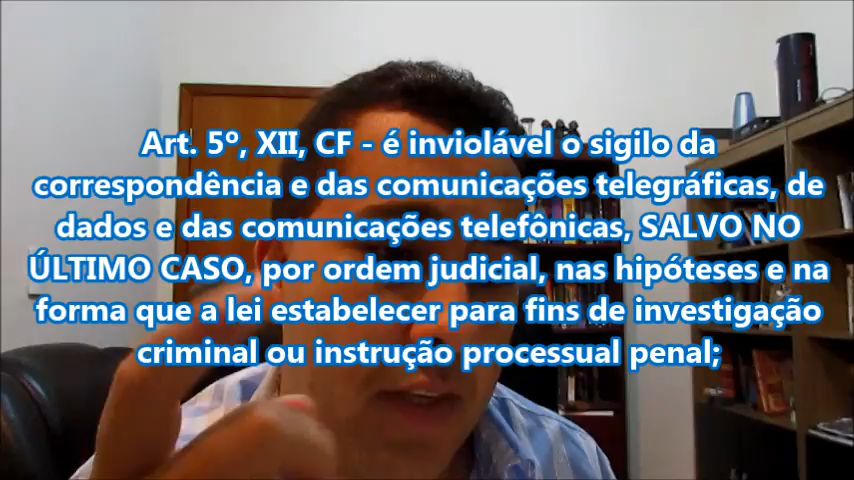 Art. 5º, XII, CF - é inviolável o sigilo da
correspondência e das comunicações telegráficas, de
dados e das comunicações telefônicas, SALVO NO
ÚLTIMO CASO, por ordem judicial, nas hipóteses e na
forma que a lei estabelecer para fins de investigação
criminal ou instrução processual penal;